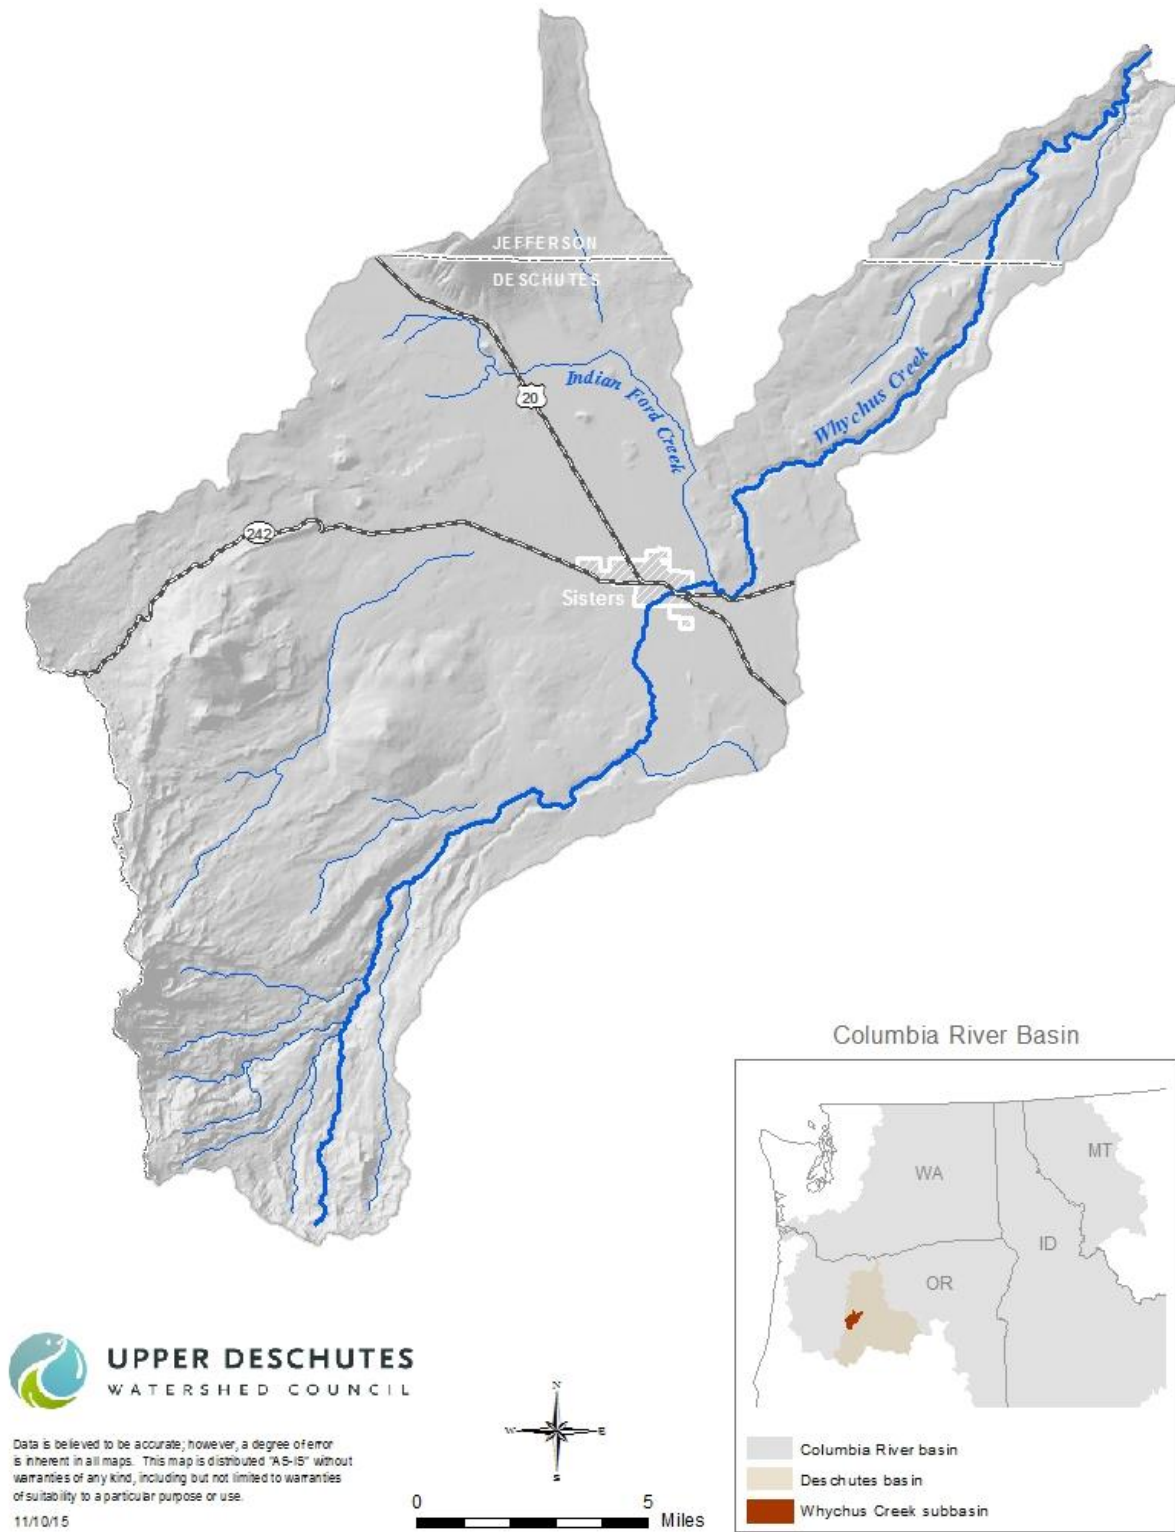 JEFFERSON
DESCHUTES
Indian Ford Creek
20
Whychus Creek
242
Sisters
Columbia River Basin
WA
MT
ID
OR
Columbia River basin
Deschutes basin
Whychus Creek subbasin
UPPER DESCHUTES
WATERSHED COUNCIL
Data is believed to be accurate; however, a degree of error
is inherent in all maps. This map is distributed "AS-IS" without
warranties of any kind, including but not limited to warranties
of suitability to a particular purpose or use.
11/10/15
N
W
E
S
0
5
Miles